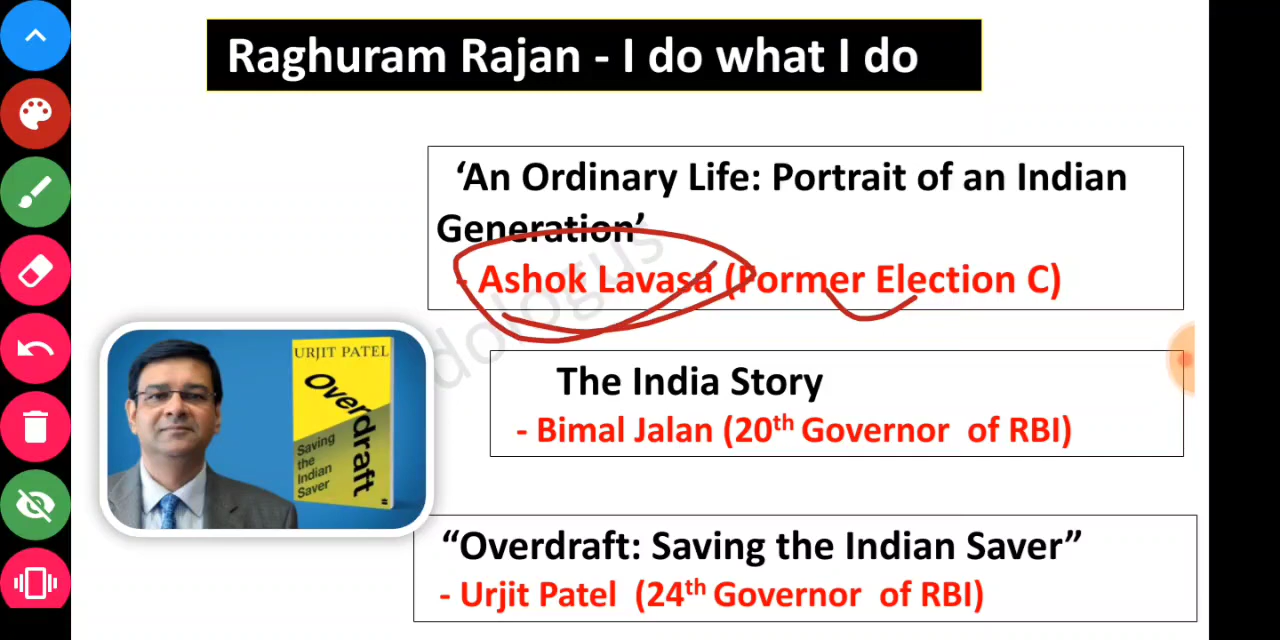 Raghuram Rajan - I do what I do
‘An Ordinary Life: Portrait of an Indian
Generation’
- Ashok Lavasa (Former Election C)
The India Story
- Bimal Jalan (20th Governor of RBI)
URJIT PATEL
Overdraft
Saving
the
Indian
Saver
“Overdraft: Saving the Indian Saver”
- Urjit Patel (24th Governor of RBI)